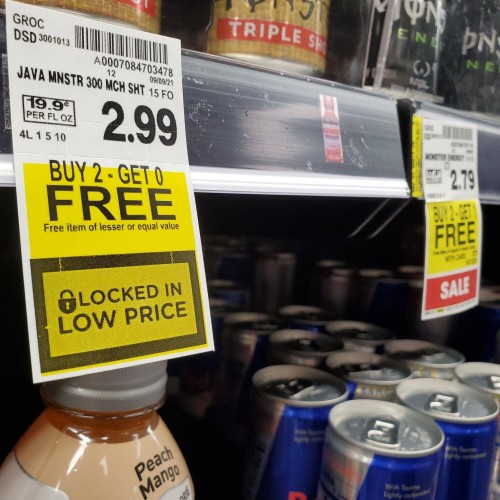 GROC
DSD 3001013
A0007084703478
12
09/09/21
JAVA MNSTR 300 MCH SHT 15 FO
19.9¢
PER FL OZ
2.99
4L 1 5 10
BUY 2 - GET 0
FREE
Free item of lesser or equal value
LOCKED IN
LOW PRICE
TRIPLE SHOT
GROC
MONSTER ENERGY
2.79
BUY 2 - GET
FREE
SALE
Peach
Mango